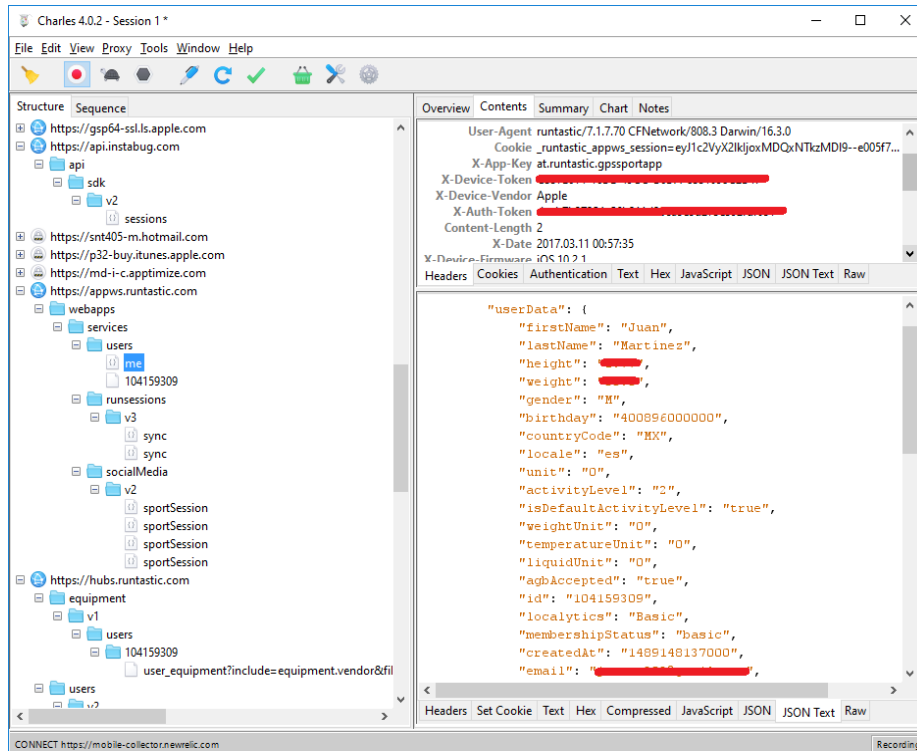 Charles 4.0.2 - Session 1 *
File Edit View Proxy Tools Window Help
Structure Sequence
https://gsp64-ssl.ls.apple.com
https://api.instabug.com
api
sdk
v2
sessions
https://snt405-m.hotmail.com
https://p32-buy.itunes.apple.com
https://md-i-c.apptimize.com
https://appws.runtastic.com
webapps
services
users
me
104159309
runsessions
v3
sync
sync
socialMedia
v2
sportSession
sportSession
sportSession
sportSession
https://hubs.runtastic.com
equipment
v1
users
104159309
user_equipment?include=equipment.vendor&fil
users
v2
Overview Contents Summary Chart Notes
User-Agent runtastic/7.1.7.70 CFNetwork/808.3 Darwin/16.3.0
Cookie _runtastic_appws_session=eyJ1c2VyX2lkIjoxMDQxNTkzMDl9--e005f7...
X-App-Key at.runtastic.gpssportapp
X-Device-Token
X-Device-Vendor Apple
X-Auth-Token
Content-Length 2
X-Date 2017.03.11 00:57:35
X-Device-Firmware iOS 10.2.1
Headers Cookies Authentication Text Hex JavaScript JSON JSON Text Raw
"userData": {
"firstName": "Juan",
"lastName": "Martinez",
"height": "
"weight": "
"gender": "M",
"birthday": "400896000000",
"countryCode": "MX",
"locale": "es",
"unit": "0",
"activityLevel": "2",
"isDefaultActivityLevel": "true",
"weightUnit": "0",
"temperatureUnit": "0",
"liquidUnit": "0",
"agbAccepted": "true",
"id": "104159309",
"localytics": "Basic",
"membershipStatus": "basic",
"createdAt": "1489148137000",
"email": "
Headers Set Cookie Text Hex Compressed JavaScript JSON JSON Text Raw
CONNECT https://mobile-collector.newrelic.com
Recording